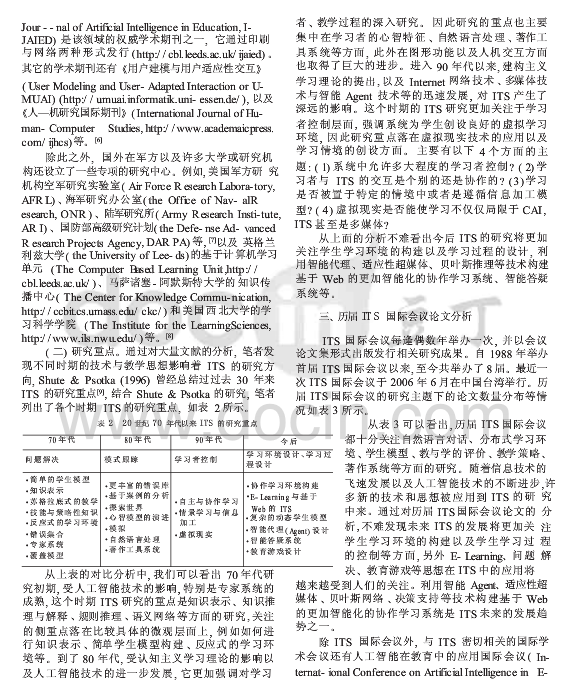 Jour - - nal of Artificial Intelligence in Education, I-
JAIED) 是该领域的权威学术期刊之一, 它通过印刷
与网络两种形式发行( http:// cbl.leeds.ac.uk/ ijaied) 。
其它的学术期刊还有《用户建模与用户适应性交互》
( User Modeling and User- Adapted Interaction or U-
MUAI) (http:// umuai.informatik.uni- essen.de/ ), 以及
《人—机研究国际期刊》(International Journal of Hu-
man- Computer Studies, http:// www.academicpress.
com/ ijhcs) 等。[6]
除此之外, 国外在军方以及许多大学或研究机
构还设立了一些专项的研究中心。例如, 美国军方研究
机构空军研究实验室( Air Force R esearch Labora-tory,
AFR L) 、海军研究办公室( the Office of Nav- alR
esearch, ONR ) 、陆军研究所( Army R esearch Insti-tute,
AR I) 、国防部高级研究计划( the Defe- nse Ad- vanced
R esearch Projects Agency, DAR PA) 等, [7]以及 英格兰
利兹大学( the University of Lee- ds) 的基于计算机学习
单元 ( The Computer Based Learning Unit,http:/ /
cbl.leeds.ac.uk/ ) 、马萨诸塞- 阿默斯特大学的 知识传
播中心( The Center for Knowledge Commu- nication,
http:// ccbit.cs.umass.edu/ ckc/ ) 和美国西北大学的学
习科学学院 ( The Institute for the LearningSciences,
http:/ / www.ils.nwu.edu/ ) 等。[8]
( 二) 研究重点。通过对大量文献的分析, 笔者发
现不同时期的技术与教学思想影响着 ITS 的研究方
向, Shute & Psotka (1996) 曾经总结过过去 30 年来
ITS 的研究重点[9], 结合 Shute & Psotka 的研究, 笔者
列出了各个时期 ITS 的研究重点, 如表 2 所示。
表 2 20 世纪 70 年代以来 ITS 的研究重点
70 年代 80 年代 90 年代 今后
问题解决 模式跟踪 学习者控制 学习环境设计、学习过
程设计
•简单的学生模型
•知识表示
•苏格拉底式的教学
•技能与策略性知识
•反应式的学习环境
•错误集合
•专家系统
•覆盖模型
•更丰富的错误库
•基于案例的分析
•探索世界
•心智模型的演进
•模拟
•自然语言处理
•著作工具系统
•自主与协作学习
•情景学习与信息
加工
•虚拟现实
•协作学习环境构建
•E- Learning 与基于
Web 的 ITS
•复杂的动态学生模型
•智能代理( Agent) 设计
•智能答疑系统
•教育游戏设计
从上表的对比分析中, 我们可以看出 70 年代研
究初期, 受人工智能技术的影响, 特别是专家系统的
成熟, 这个时期 ITS 研究的重点是知识表示、知识推
理与解释、规则推理、语义网络等方面的研究, 关注
的侧重点落在比较具体的微观层面上, 例如如何进
行知识表示、简单学生模型构建、反应式的学习环
境等。到了 80 年代, 受认知主义学习理论的影响以
及人工智能技术的进一步发展, 它更加强调对学习
者、教学过程的深入研究。因此研究的重点也主要
集中在学习者的心智特征、自然语言处理、著作工
具系统等方面, 此外在图形功能以及人机交互方面
也取得了巨大的进步。进入 90 年代以来, 建构主义
学习理论的提出, 以及 Internet 网络技术、多媒体技
术与智能 Agent 技术等的迅速发展, 对 ITS 产生了
深远的影响。这个时期的 ITS 研究更加关注于学习
者控制层面, 强调系统为学生创设良好的虚拟学习
环境, 因此研究重点落在虚拟现实技术的应用以及
学习情境的创设方面。主要有以下 4 个方面的主
题: ( 1) 系统中允许多大程度的学习者控制? ( 2) 学
习者与 ITS 的交互是个别的还是协作的? ( 3) 学习
是否被置于特定的情境中或者是遵循信息加工模
型? ( 4) 虚拟现实是否能使学习不仅仅局限于 CAI,
ITS 甚至是多媒体?
从上面的分析不难看出今后 ITS 的研究将更加
关注学生学习环境的构建以及学习过程的设计, 利
用智能代理、适应性超媒体、贝叶斯推理等技术构建
基于 Web 的更加智能化的协作学习系统、智能答疑
系统等。
三、历届 ITS 国际会议论文分析
ITS 国际会议每逢偶数年举办一次, 并以会议
论文集形式出版发行相关研究成果。自 1988 年举办
首届 ITS 国际会议以来, 至今共举办了 8 届。最近一
次 ITS 国际会议于 2006 年 6 月在中国台湾举行。历
届 ITS 国际会议的研究主题下的论文数量分布等情
况如表 3 所示。
从表 3 可以看出, 历届 ITS 国际会议
都十分关注自然语言对话、分布式学习环
境、学生模型、教与学的评价、教学策略、
著作系统等方面的研究。随着信息技术的
飞速发展以及人工智能技术的不断进步, 许
多新的技术和思想被应用到 ITS 的研究
中来。通过对历届 ITS 国际会议论文的分
析, 不难发现未来 ITS 的发展将更加关注
学生学习环境的构建以及学生学习过程
的控制等方面, 另外 E- Learning、问题解
决、教育游戏等思想在 ITS 中的应用将
越来越受到人们的关注。利用智能 Agent、适应性超
媒体、贝叶斯网络、决策支持等技术构建基于 Web
的更加智能化的协作学习系统是 ITS 未来的发展趋
势之一。
除 ITS 国际会议外, 与 ITS 密切相关的国际学
术会议还有人工智能在教育中的应用国际会议( In-
ternat- ional Conference on Artificial Intelligence in E-